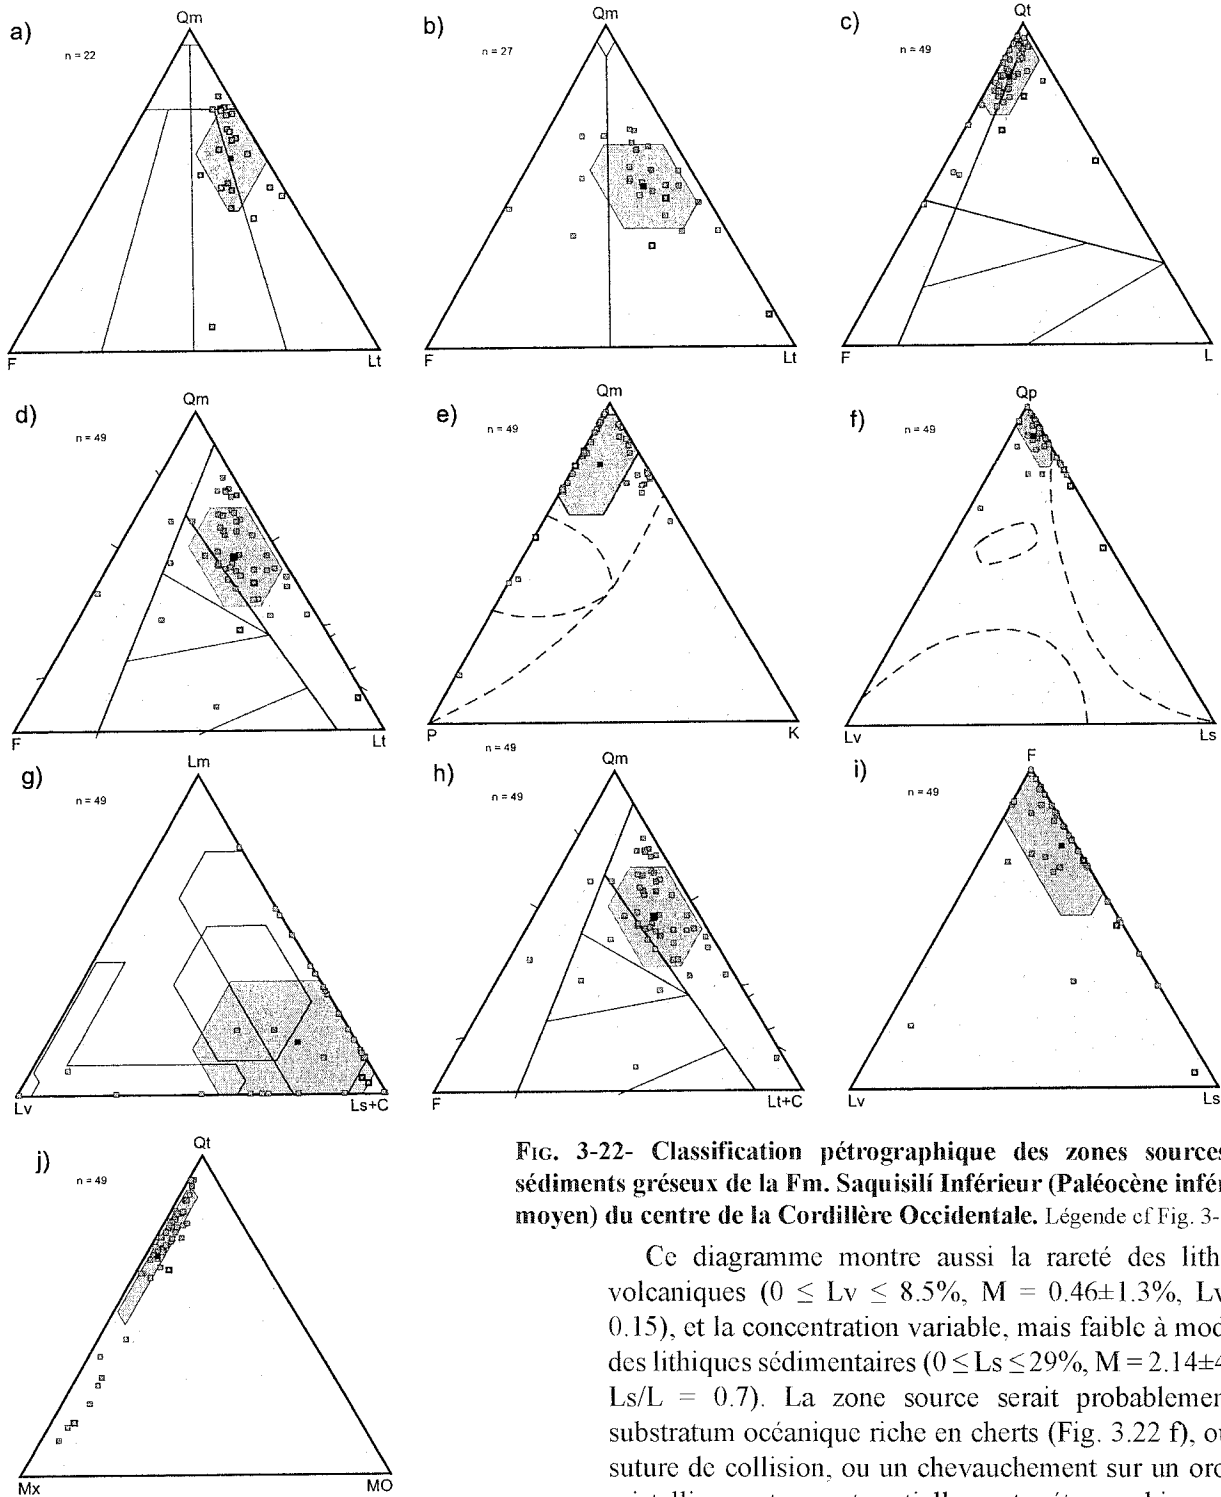 a)
Qm
n = 22
F
Lt
b)
Qm
n = 27
F
Lt
c)
Qt
n = 49
F
L
d)
Qm
n = 49
F
Lt
e)
Qm
n = 49
P
K
f)
Qp
n = 49
Lv
Ls
g)
Lm
n = 49
Lv
Ls+C
n = 49
h)
Qm
n = 49
F
Lt+C
i)
F
n = 49
Lv
Ls
j)
Qt
n = 49
Mx
MO
FIG. 3-22- Classification pétrographique des zones sources
sédiments gréseux de la Fm. Saquisilí Inférieur (Paléocène infér
moyen) du centre de la Cordillère Occidentale. Légende cf Fig. 3-
Ce diagramme montre aussi la rareté des lith
volcaniques (0 ≤ Lv ≤ 8.5%, M = 0.46±1.3%, Lv
0.15), et la concentration variable, mais faible à mod
des lithiques sédimentaires (0 ≤ Ls ≤ 29%, M = 2.14±4
Ls/L = 0.7). La zone source serait probablemen
substratum océanique riche en cherts (Fig. 3.22 f), ou
suture de collision, ou un chevauchement sur un oro